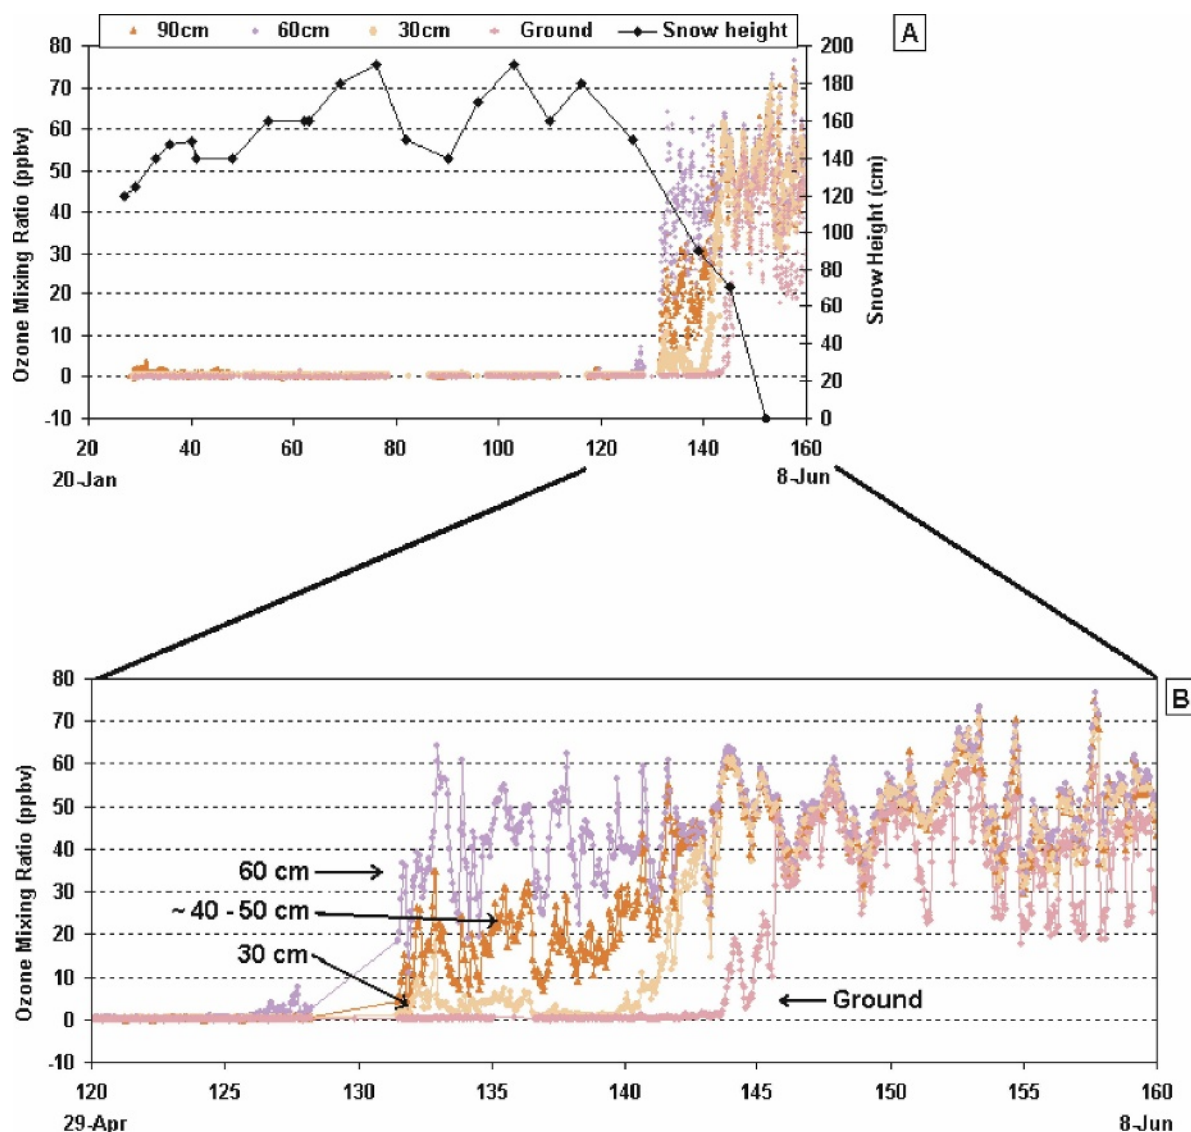 90cm 60cm 30cm Ground Snow height
A
Ozone Mixing Ratio (ppbv)
80
70
60
50
40
30
20
10
0
-10
200
180
160
140
120
100
80
60
40
20
0
Snow Height (cm)
20 40 60 80 100 120 140 160
20-Jan 8-Jun
B
Ozone Mixing Ratio (ppbv)
80
70
60
50
40
30
20
10
0
-10
60 cm
~ 40 - 50 cm
30 cm
Ground
120 125 130 135 140 145 150 155 160
29-Apr 8-Jun